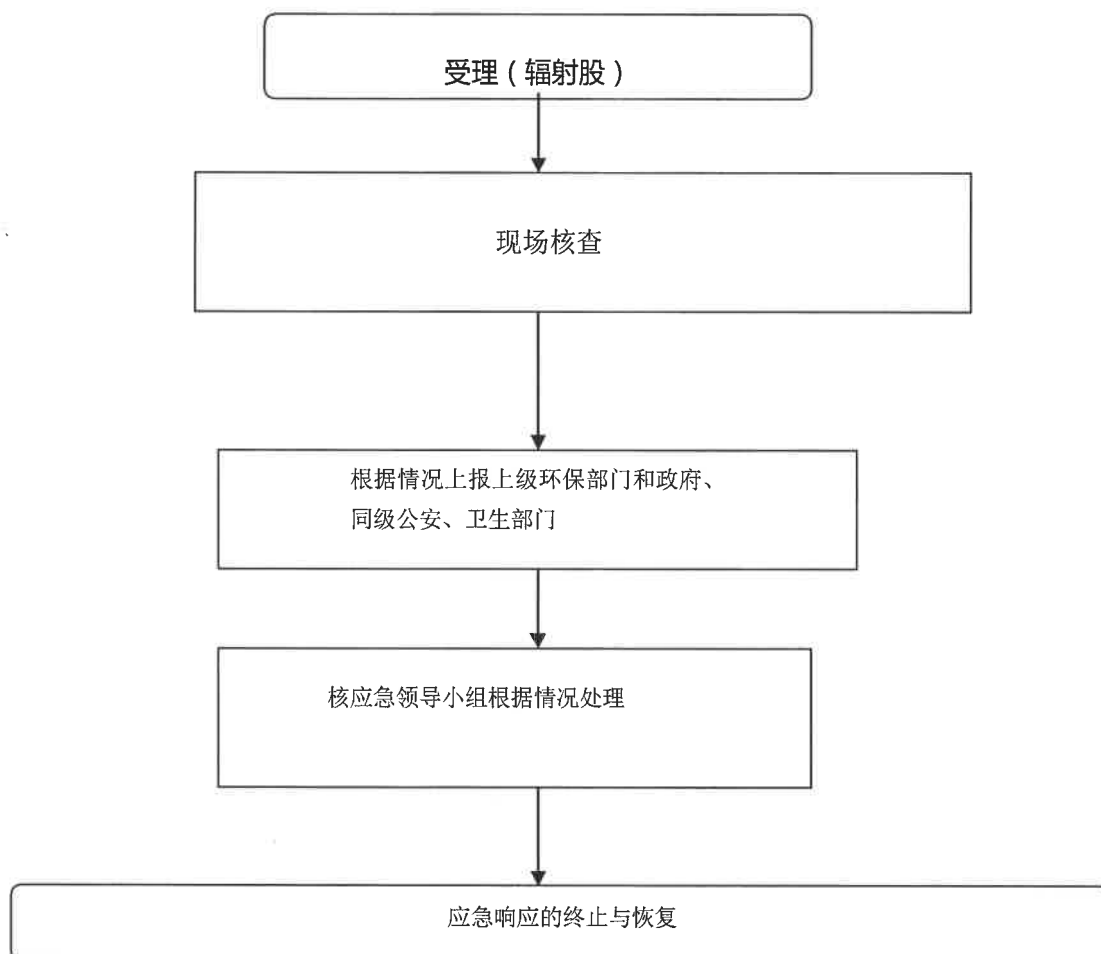 受理（辐射股）
现场核查
根据情况上报上级环保部门和政府、
同级公安、卫生部门
核应急领导小组根据情况处理
应急响应的终止与恢复